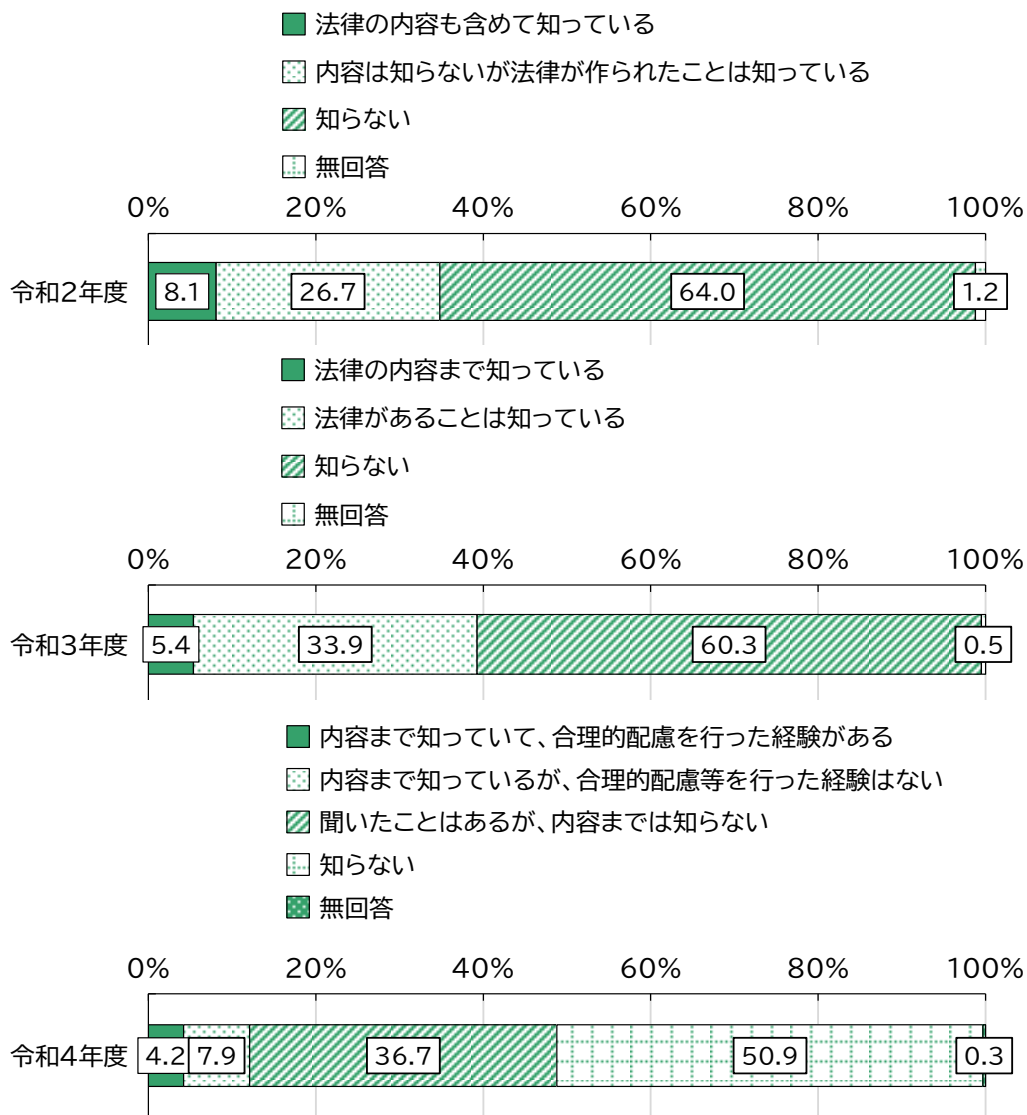 法律の内容も含めて知っている
内容は知らないが法律が作られたことは知っている
知らない
無回答
0% 20% 40% 60% 80% 100%
令和2年度 8.1 26.7 64.0 1.2
法律の内容まで知っている
法律があることは知っている
知らない
無回答
0% 20% 40% 60% 80% 100%
令和3年度 5.4 33.9 60.3 0.5
内容まで知っていて、合理的配慮を行った経験がある
内容まで知っているが、合理的配慮等を行った経験はない
聞いたことはあるが、内容までは知らない
知らない
無回答
0% 20% 40% 60% 80% 100%
令和4年度 4.2 7.9 36.7 50.9 0.3